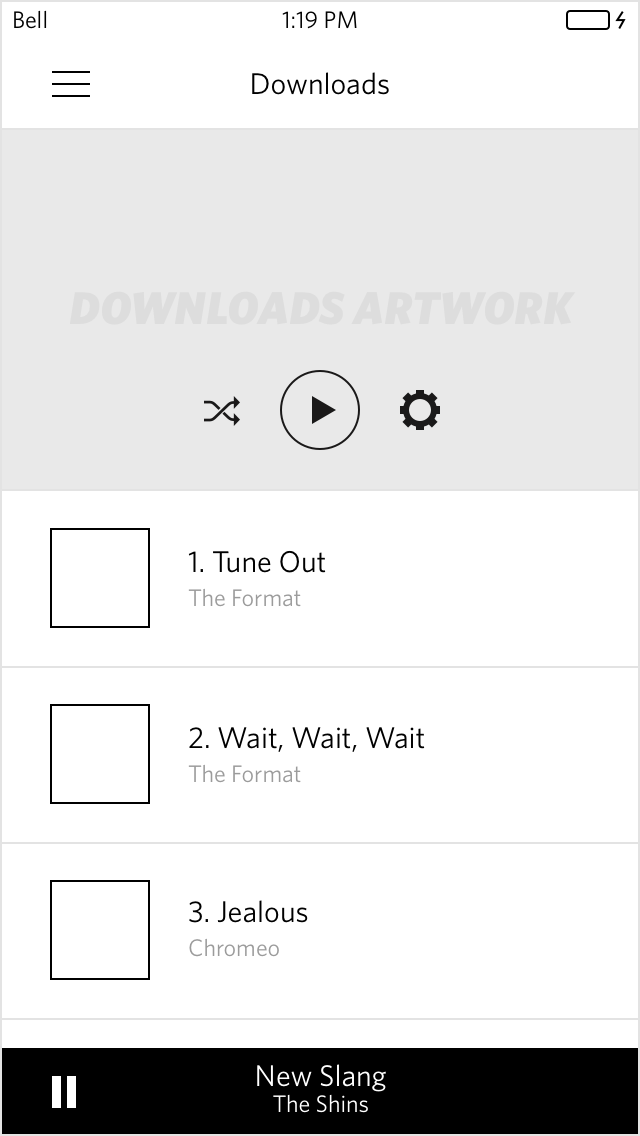 Bell
1:19 PM
Downloads
DOWNLOADS ARTWORK
1. Tune Out
The Format
2. Wait, Wait, Wait
The Format
3. Jealous
Chromeo
New Slang
The Shins